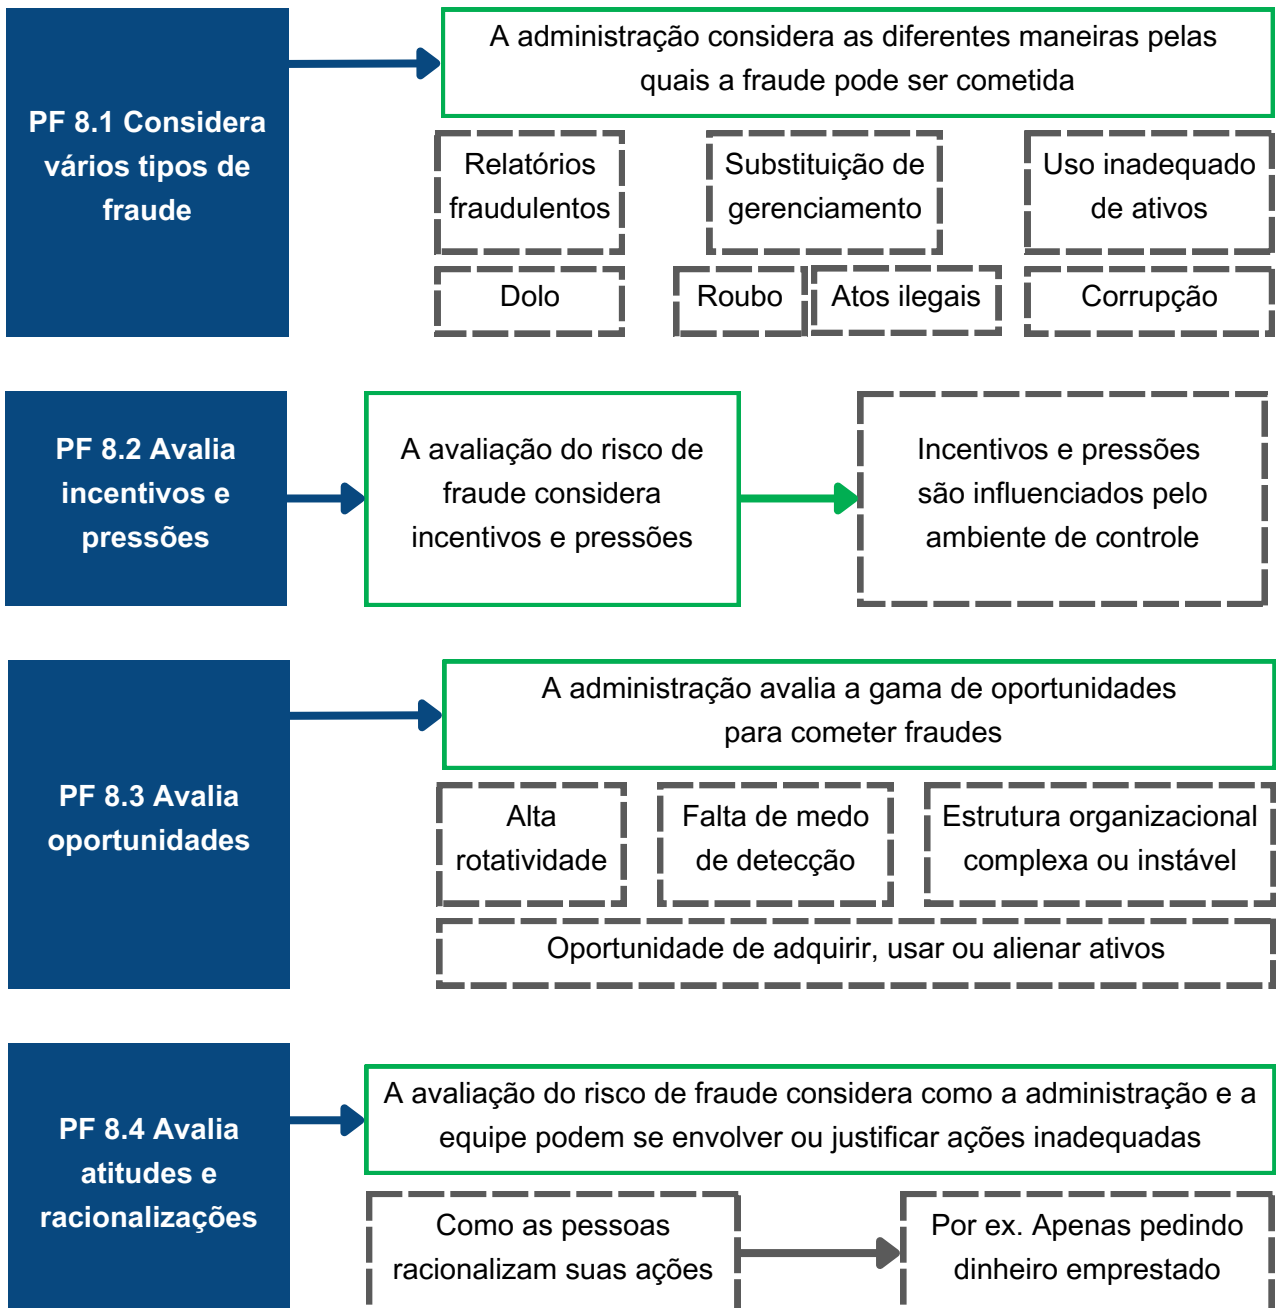 PF 8.1 Considera
vários tipos de
fraude
A administração considera as diferentes maneiras pelas
quais a fraude pode ser cometida
Relatórios
fraudulentos
Substituição de
gerenciamento
Uso inadequado
de ativos
Dolo
Roubo
Atos ilegais
Corrupção
PF 8.2 Avalia
incentivos e
pressões
A avaliação do risco de
fraude considera
incentivos e pressões
Incentivos e pressões
são influenciados pelo
ambiente de controle
PF 8.3 Avalia
oportunidades
A administração avalia a gama de oportunidades
para cometer fraudes
Alta
rotatividade
Falta de medo
de detecção
Estrutura organizacional
complexa ou instável
Oportunidade de adquirir, usar ou alienar ativos
PF 8.4 Avalia
atitudes e
racionalizações
A avaliação do risco de fraude considera como a administração e a
equipe podem se envolver ou justificar ações inadequadas
Como as pessoas
racionalizam suas ações
Por ex. Apenas pedindo
dinheiro emprestado